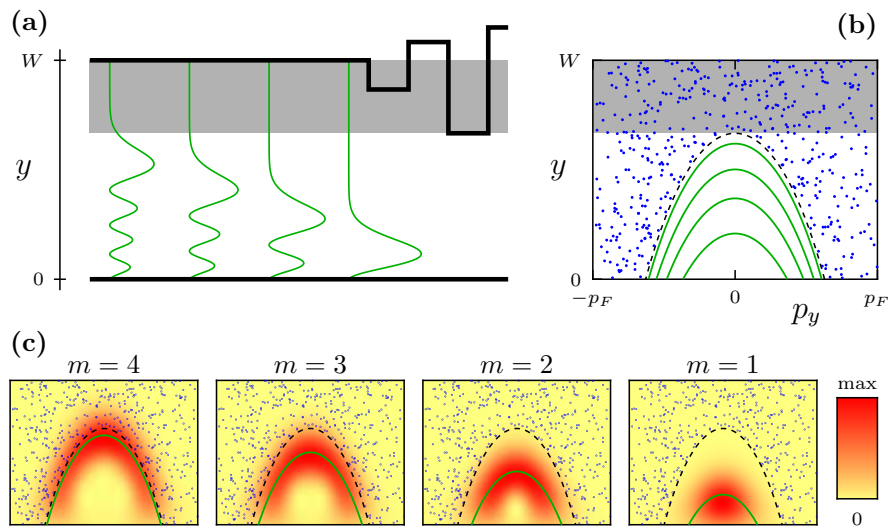 (a)
W
y
0
(b)
W
y
0
−p_F
0
p_F
p_y
(c)
m = 4
m = 3
m = 2
m = 1
max
0